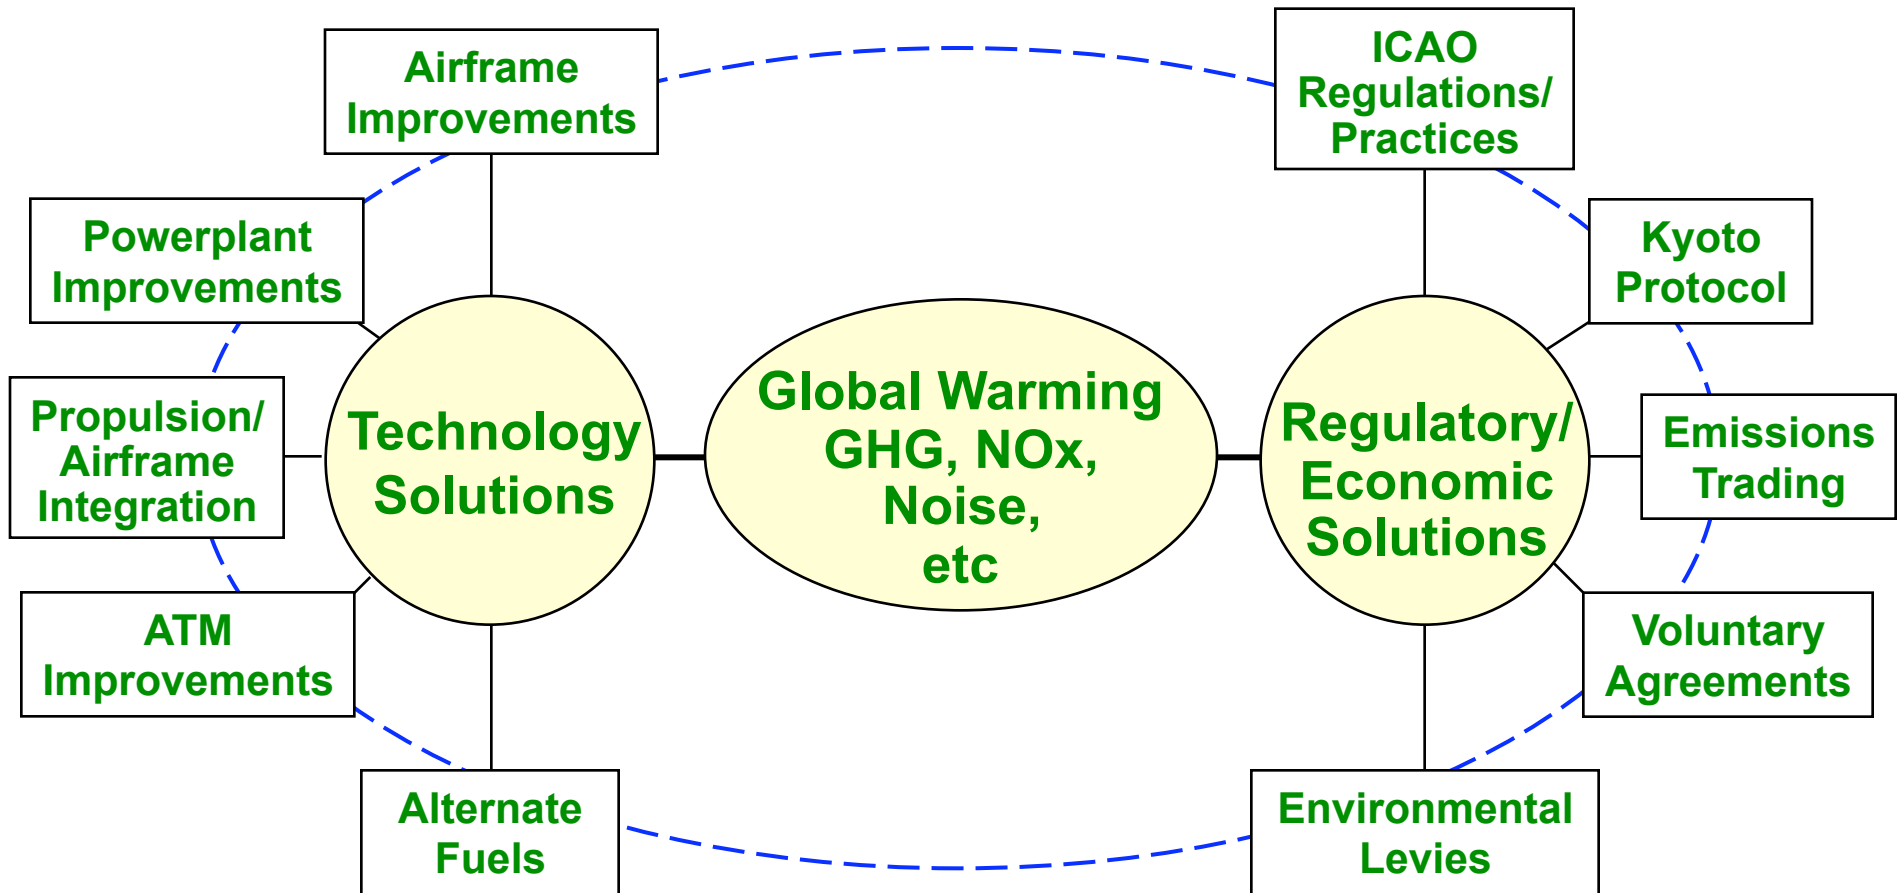 Airframe
Improvements
ICAO
Regulations/
Practices
Powerplant
Improvements
Kyoto
Protocol
Propulsion/
Airframe
Integration
Technology
Solutions
Global Warming
GHG, NOx,
Noise,
etc
Regulatory/
Economic
Solutions
Emissions
Trading
ATM
Improvements
Voluntary
Agreements
Alternate
Fuels
Environmental
Levies